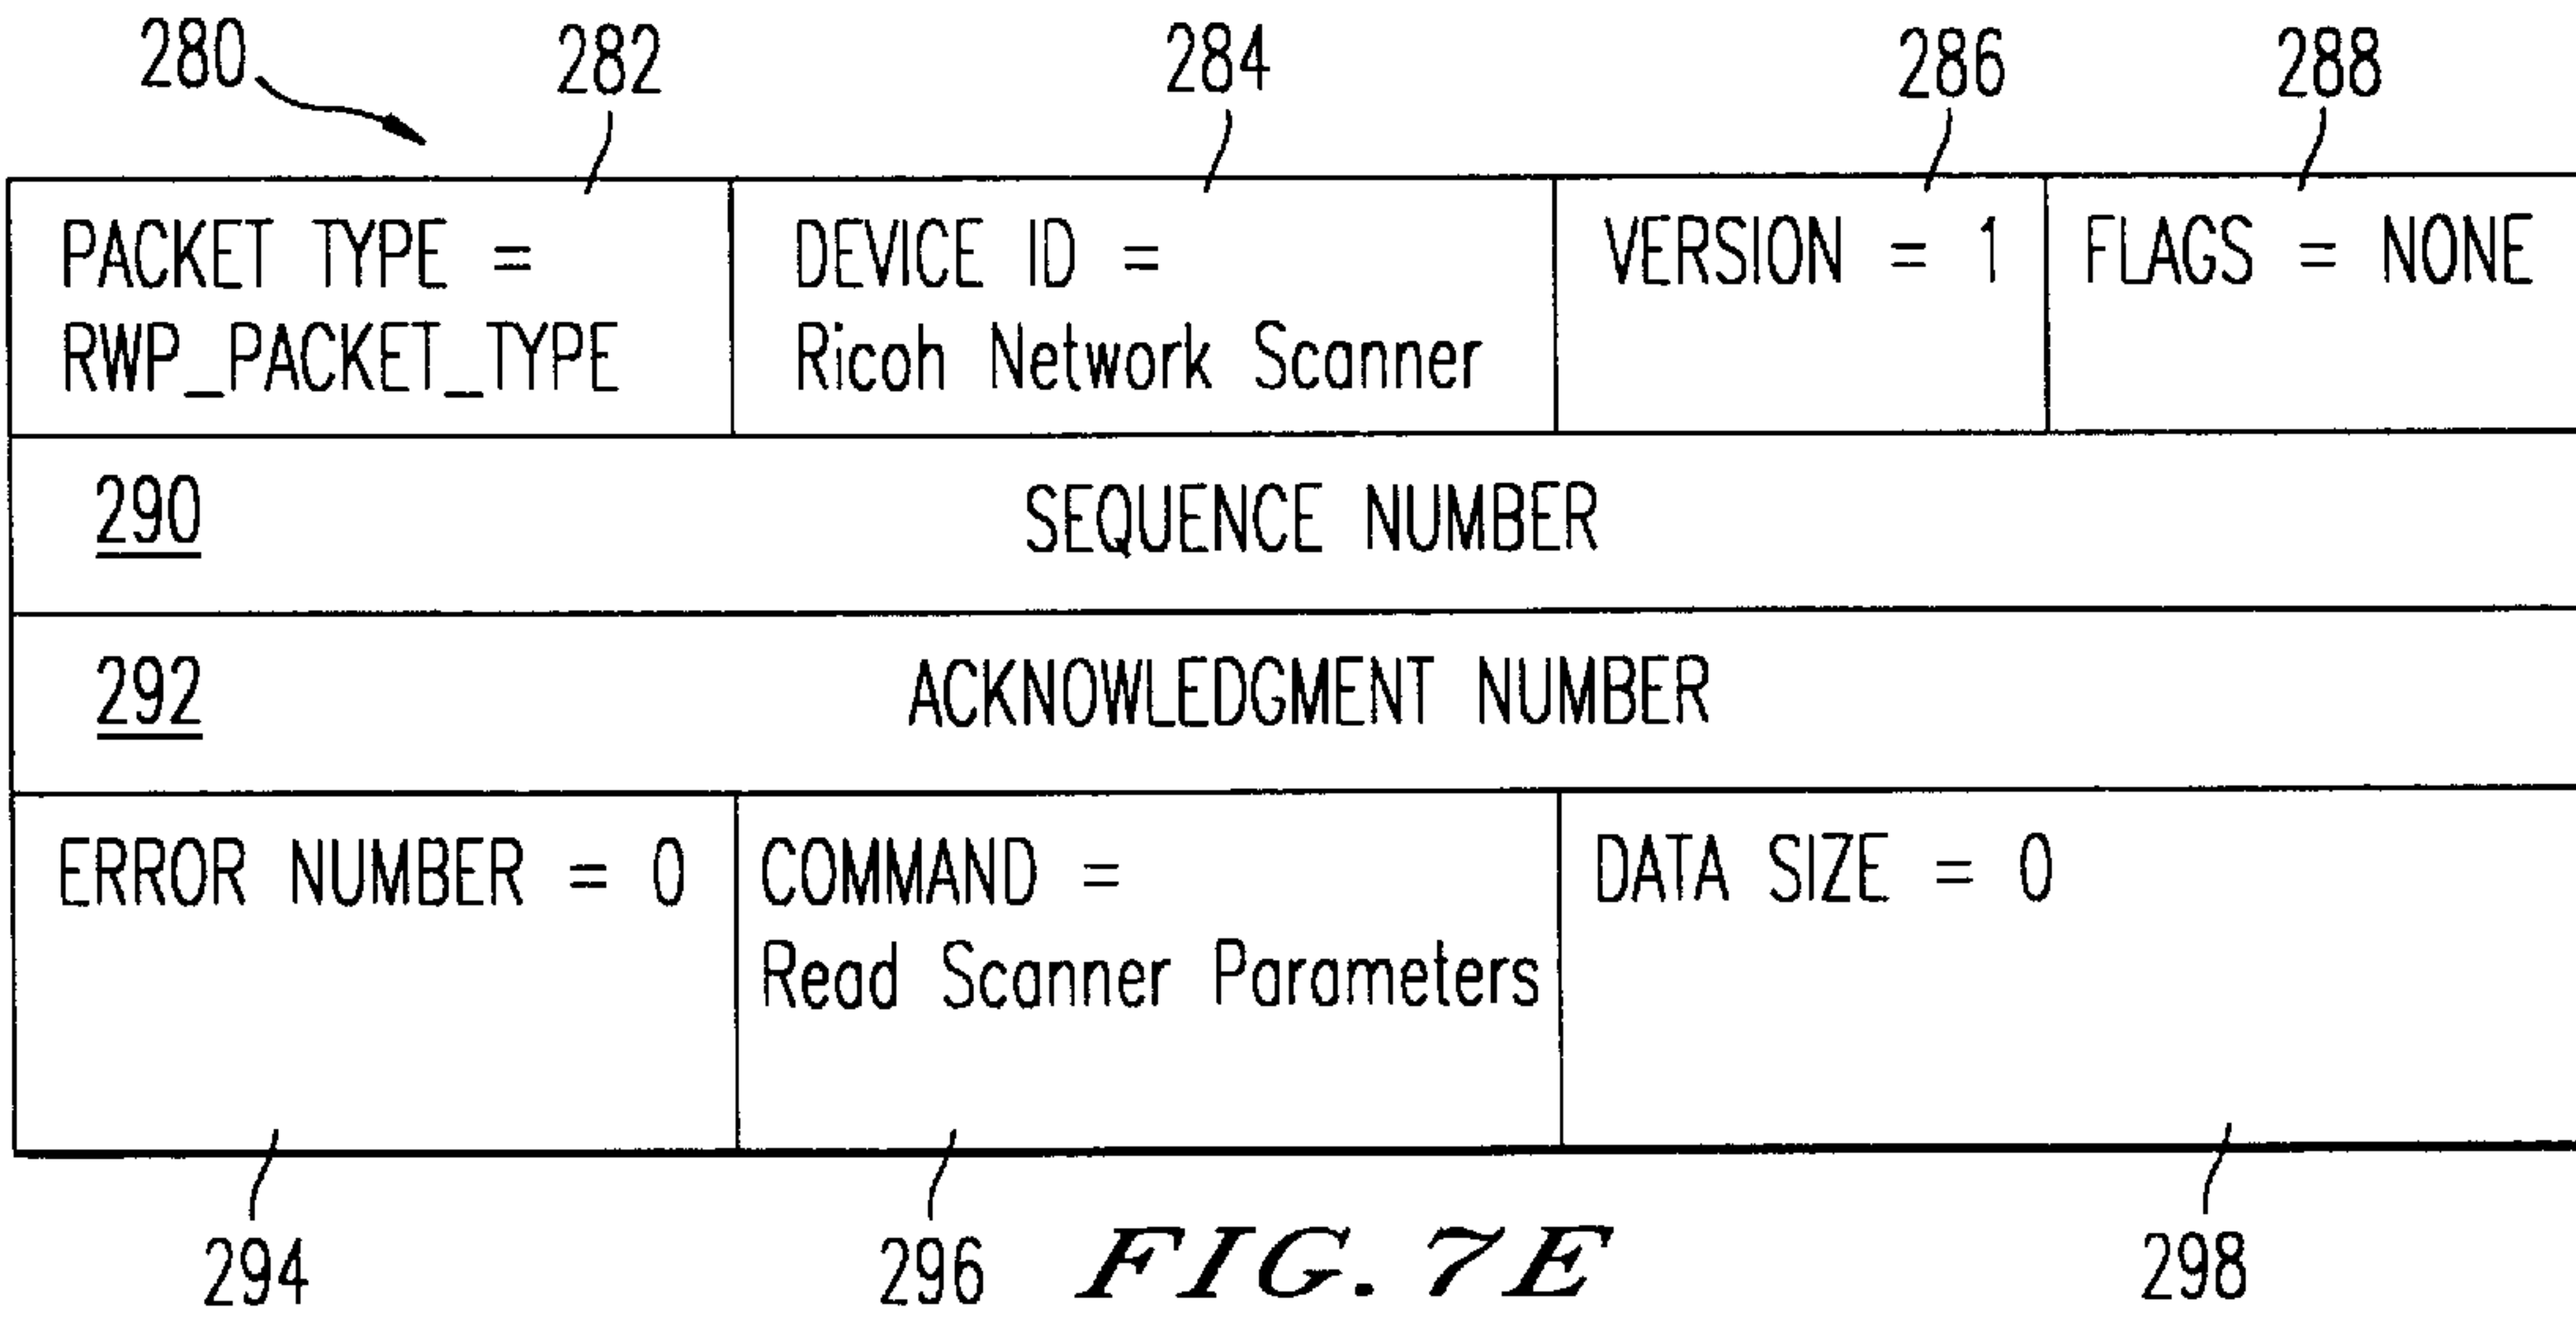 280 282 284 286 288
PACKET TYPE = DEVICE ID = VERSION = 1 FLAGS = NONE
RWP_PACKET_TYPE Ricoh Network Scanner
290 SEQUENCE NUMBER
292 ACKNOWLEDGMENT NUMBER
ERROR NUMBER = 0 COMMAND = DATA SIZE = 0
Read Scanner Parameters
294 296 298
FIG. 7E